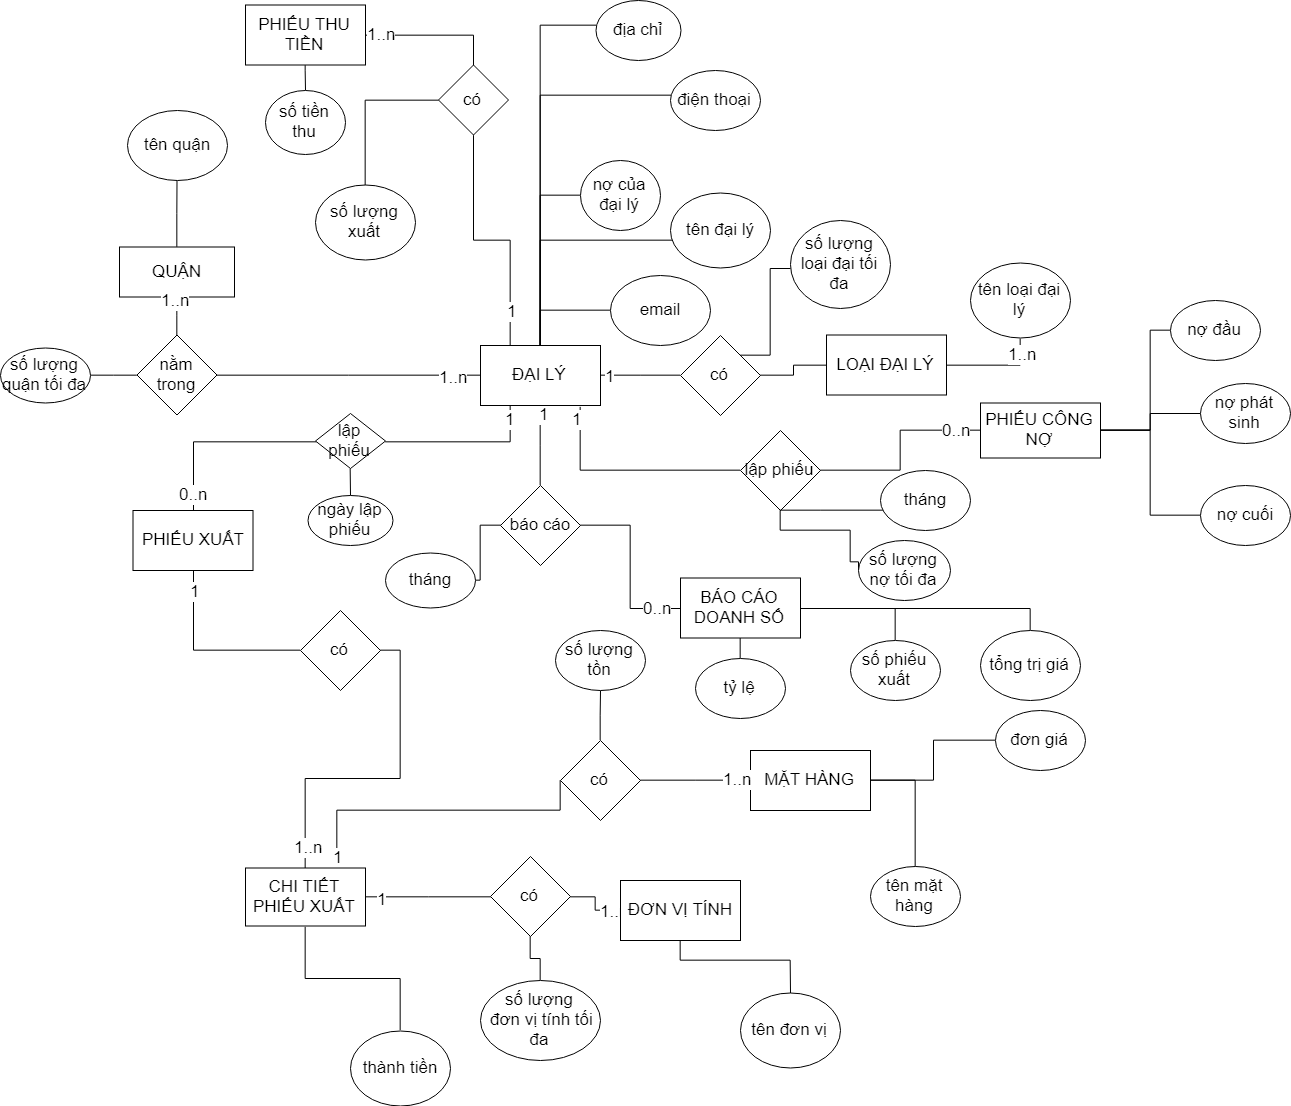 PHIẾU THU
TIỀN
1..n
địa chỉ
có
điện thoại
số tiền
thu
tên quận
nợ của
đại lý
số lượng
xuất
tên đại lý
số lượng
loại đại tối
đa
QUẬN
1..n
1
email
tên loại đại
lý
1..n
nợ đầu
số lượng
quận tối đa
nằm
trong
1..n
ĐẠI LÝ
1
có
LOẠI ĐẠI LÝ
nợ phát
sinh
PHIẾU CÔNG
NỢ
0..n
1
1
1
lập
phiếu
lập phiếu
0..n
ngày lập
phiếu
tháng
nợ cuối
PHIẾU XUẤT
báo cáo
tháng
số lượng
nợ tối đa
1
0..n
BÁO CÁO
DOANH SỐ
có
số lượng
tồn
tỷ lệ
số phiếu
xuất
tổng trị giá
đơn giá
có
1..n
MẶT HÀNG
1..n
1
CHI TIẾT
PHIẾU XUẤT
1
có
1..
ĐƠN VỊ TÍNH
tên mặt
hàng
số lượng
đơn vị tính tối
đa
tên đơn vị
thành tiền